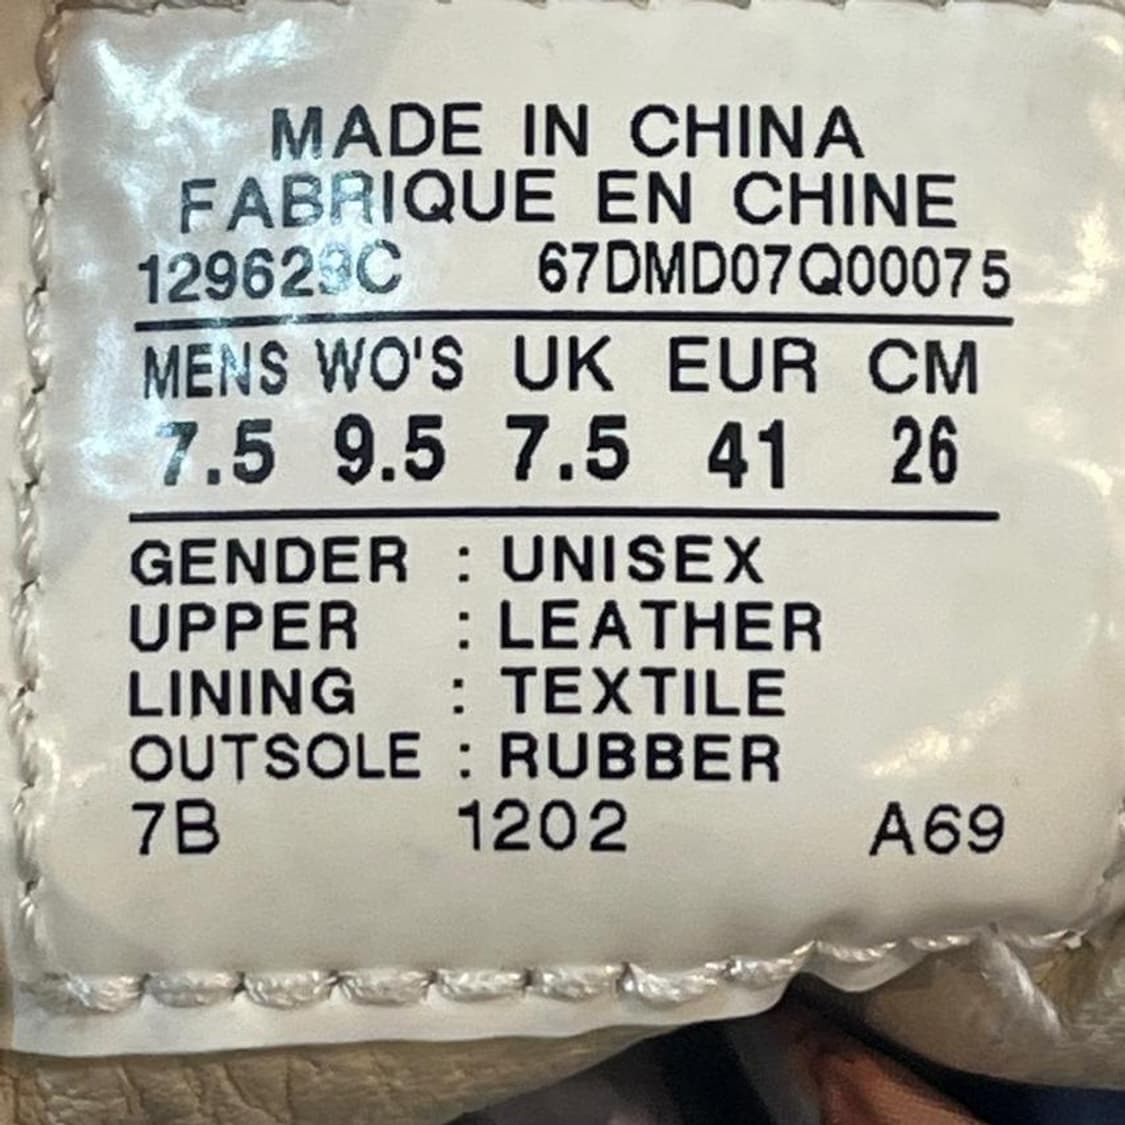 MADE IN CHINA
FABRIQUE EN CHINE
129629C 67DMD07Q00075
MENS WO'S UK EUR CM
7.5 9.5 7.5 41 26
GENDER : UNISEX
UPPER : LEATHER
LINING : TEXTILE
OUTSOLE : RUBBER
7B 1202 A69